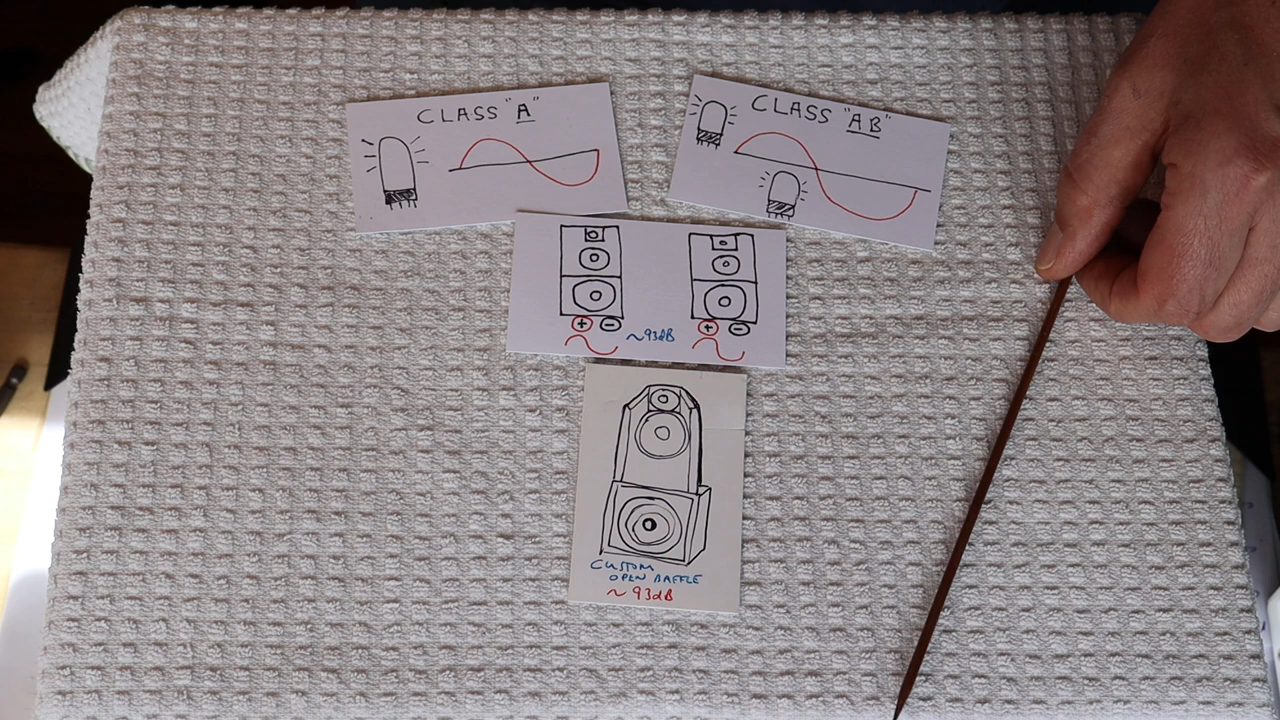 CLASS "A"
CLASS "AB"
+ − ~93dB + −
CUSTOM
OPEN BAFFLE
~93dB